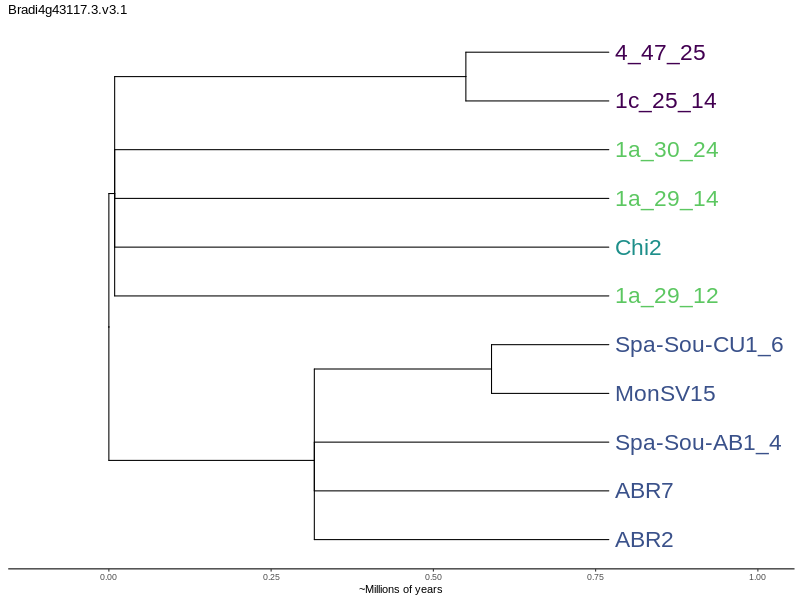 Bradi4g43117.3.v3.1
4_47_25
1c_25_14
1a_30_24
1a_29_14
Chi2
1a_29_12
Spa-Sou-CU1_6
MonSV15
Spa-Sou-AB1_4
ABR7
ABR2
0.00 0.25 0.50 0.75 1.00
~Millions of years